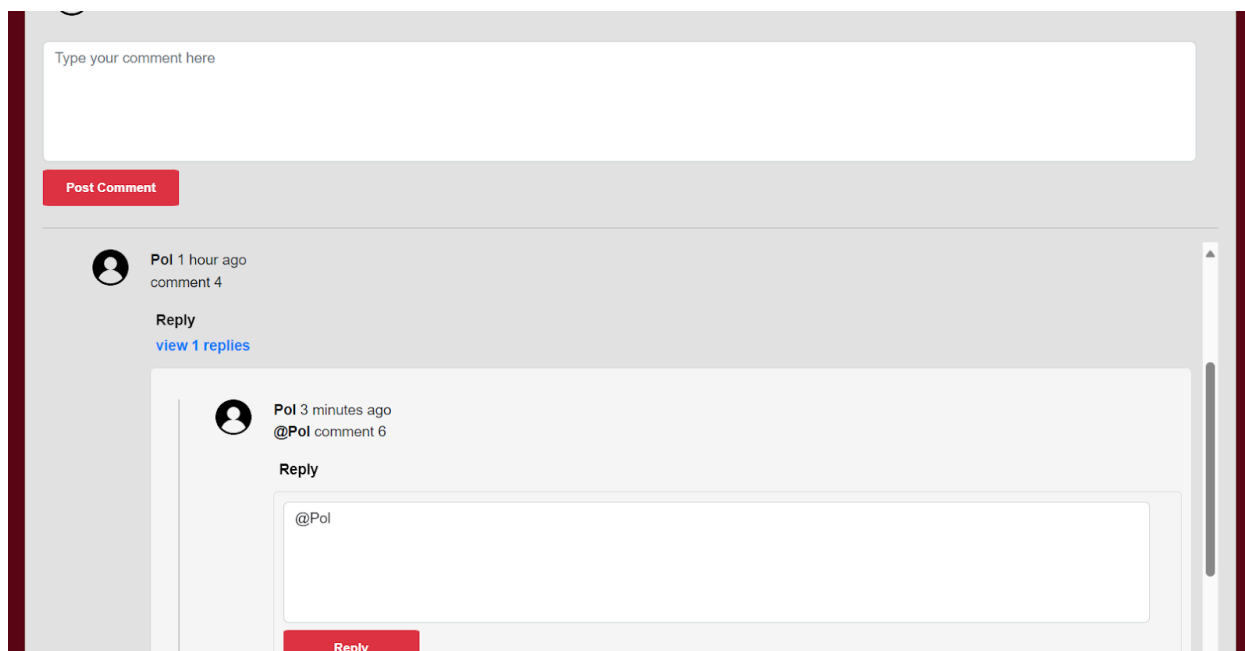 Type your comment here
Post Comment
Pol 1 hour ago
comment 4
Reply
view 1 replies
Pol 3 minutes ago
@Pol comment 6
Reply
@Pol
Reply